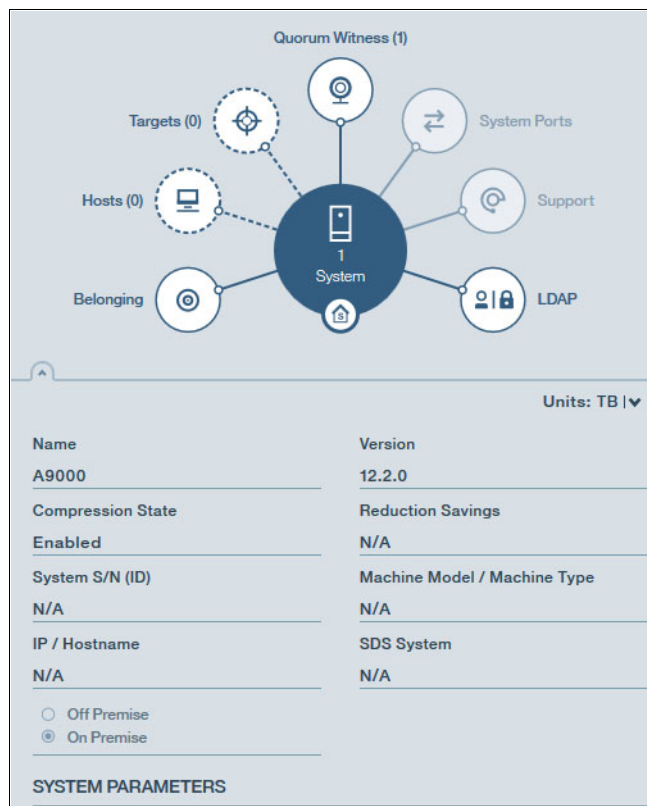 Quorum Witness (1)
Targets (0)
System Ports
Hosts (0)
Support
1
System
Belonging
LDAP
S
Units: TB
Name
Version
A9000
12.2.0
Compression State
Reduction Savings
Enabled
N/A
System S/N (ID)
Machine Model / Machine Type
N/A
N/A
IP / Hostname
SDS System
N/A
N/A
Off Premise
On Premise
SYSTEM PARAMETERS